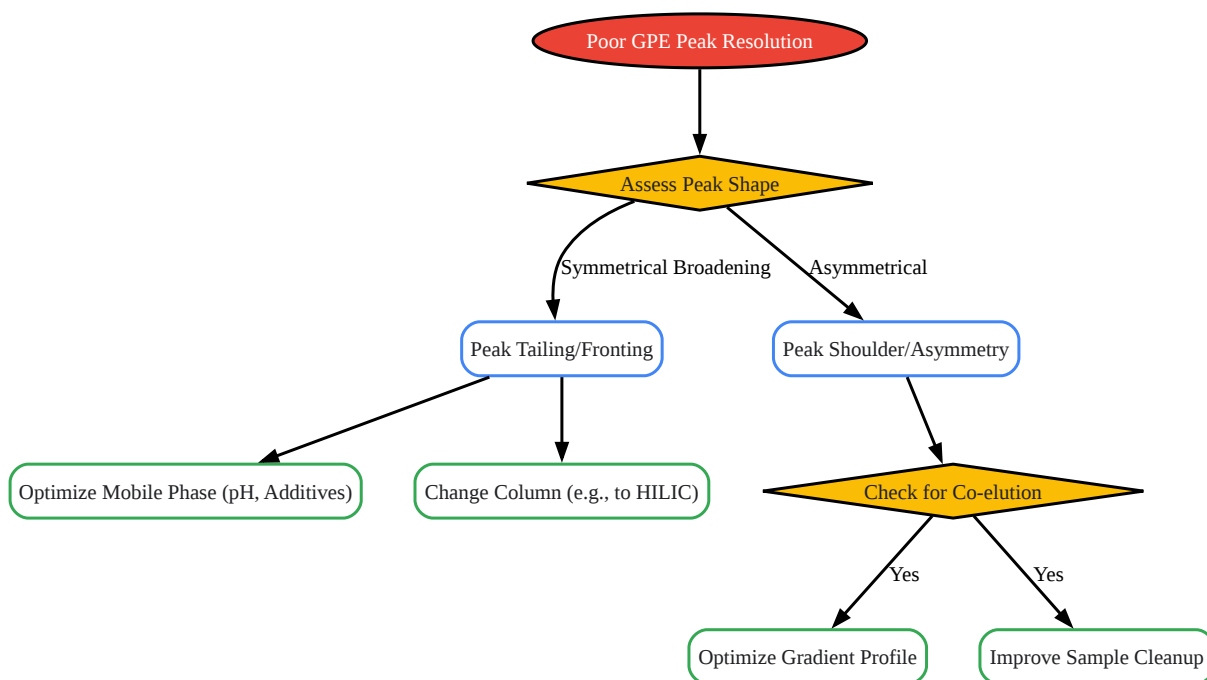 Poor GPE Peak Resolution
Assess Peak Shape
Symmetrical Broadening
Asymmetrical
Peak Tailing/Fronting
Peak Shoulder/Asymmetry
Optimize Mobile Phase (pH, Additives)
Change Column (e.g., to HILIC)
Check for Co-elution
Yes
Yes
Optimize Gradient Profile
Improve Sample Cleanup